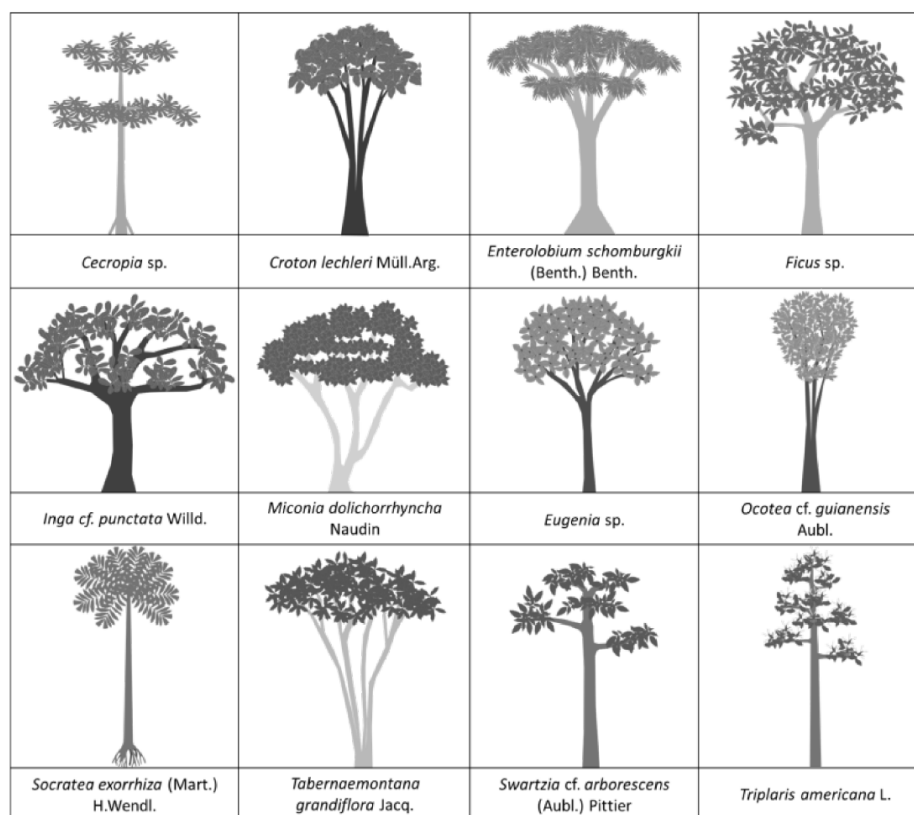 Cecropia sp.
Croton lechleri Müll.Arg.
Enterolobium schomburgkii
(Benth.) Benth.
Ficus sp.
Inga cf. punctata Willd.
Miconia dolichorrhyncha
Naudin
Eugenia sp.
Ocotea cf. guianensis
Aubl.
Socratea exorrhiza (Mart.)
H.Wendl.
Tabernaemontana
grandiflora Jacq.
Swartzia cf. arborescens
(Aubl.) Pittier
Triplaris americana L.